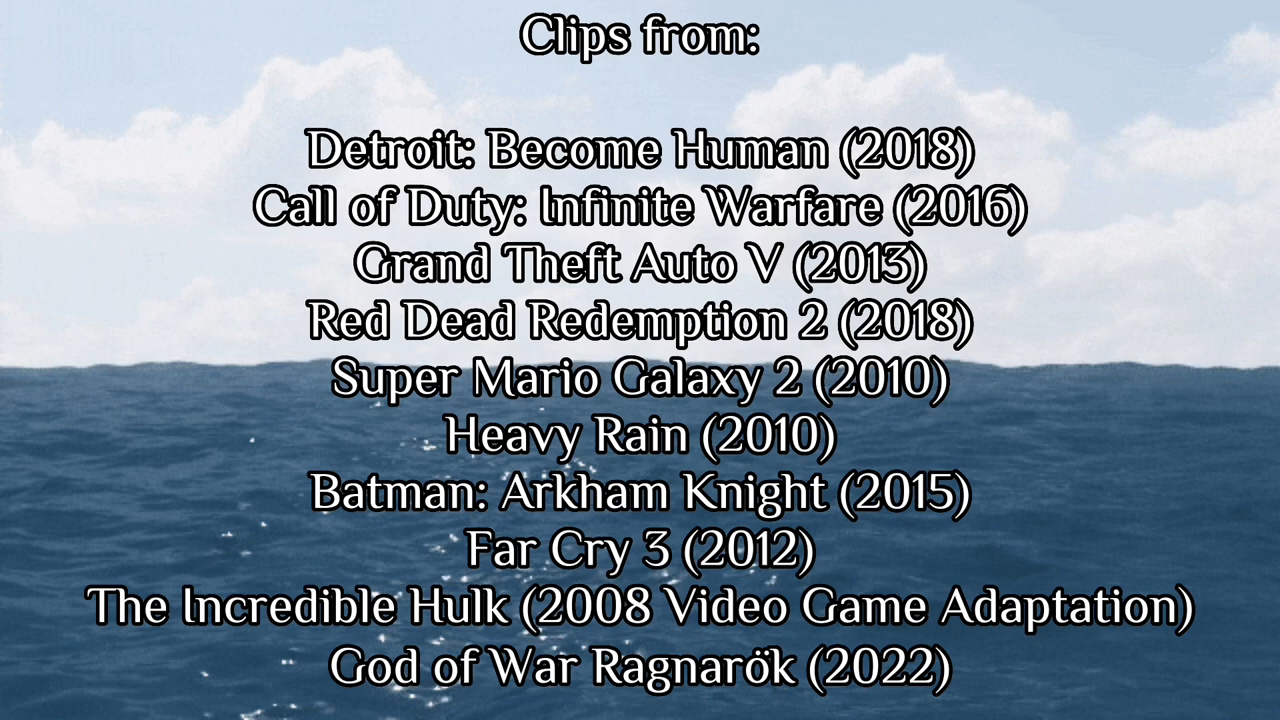 Clips from:
Detroit: Become Human (2018)
Call of Duty: Infinite Warfare (2016)
Grand Theft Auto V (2013)
Red Dead Redemption 2 (2018)
Super Mario Galaxy 2 (2010)
Heavy Rain (2010)
Batman: Arkham Knight (2015)
Far Cry 3 (2012)
The Incredible Hulk (2008 Video Game Adaptation)
God of War Ragnarök (2022)